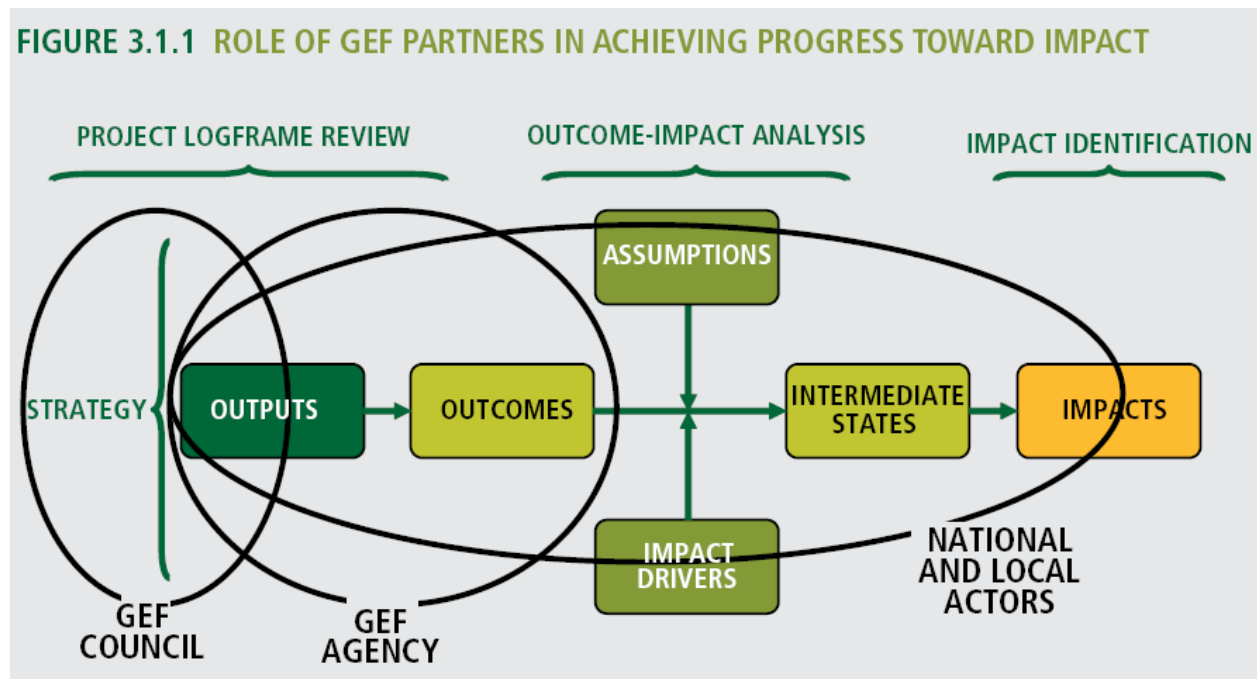 FIGURE 3.1.1 ROLE OF GEF PARTNERS IN ACHIEVING PROGRESS TOWARD IMPACT
PROJECT LOGFRAME REVIEW
OUTCOME-IMPACT ANALYSIS
IMPACT IDENTIFICATION
ASSUMPTIONS
STRATEGY
OUTPUTS
OUTCOMES
INTERMEDIATE
STATES
IMPACTS
IMPACT
DRIVERS
NATIONAL
AND LOCAL
ACTORS
GEF
COUNCIL
GEF
AGENCY